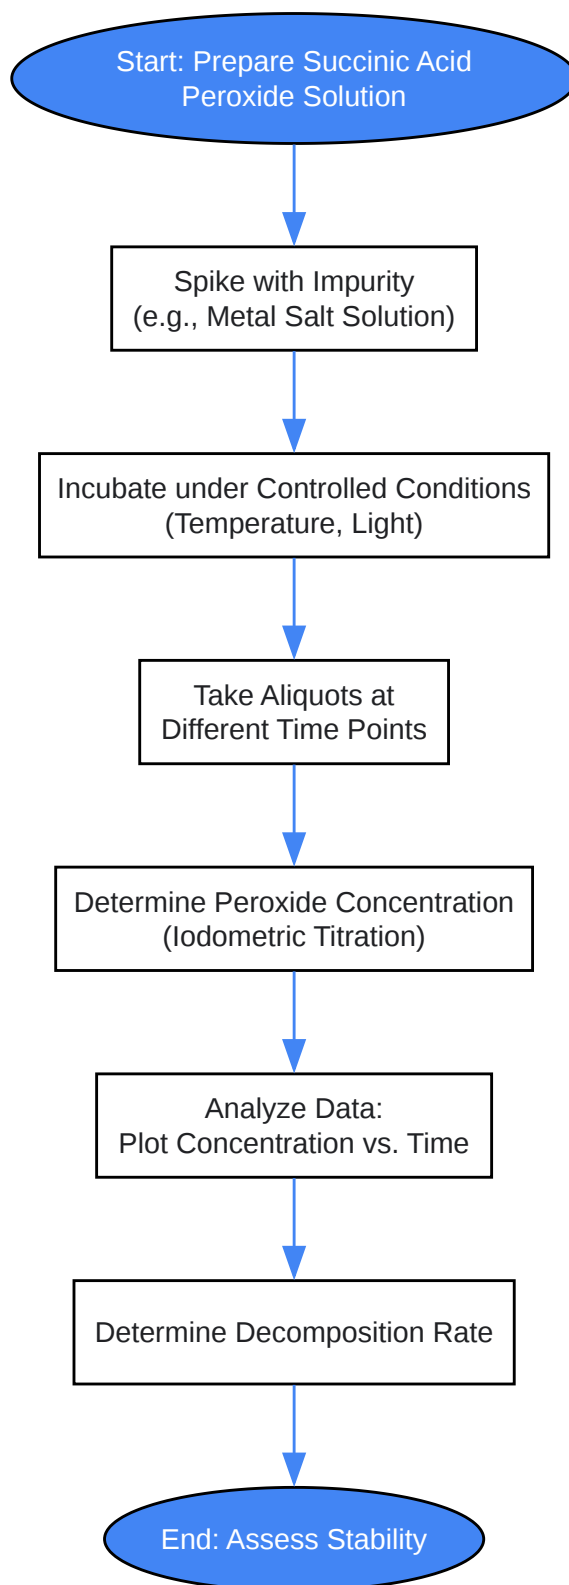 Start: Prepare Succinic Acid
Peroxide Solution
Spike with Impurity
(e.g., Metal Salt Solution)
Incubate under Controlled Conditions
(Temperature, Light)
Take Aliquots at
Different Time Points
Determine Peroxide Concentration
(Iodometric Titration)
Analyze Data:
Plot Concentration vs. Time
Determine Decomposition Rate
End: Assess Stability